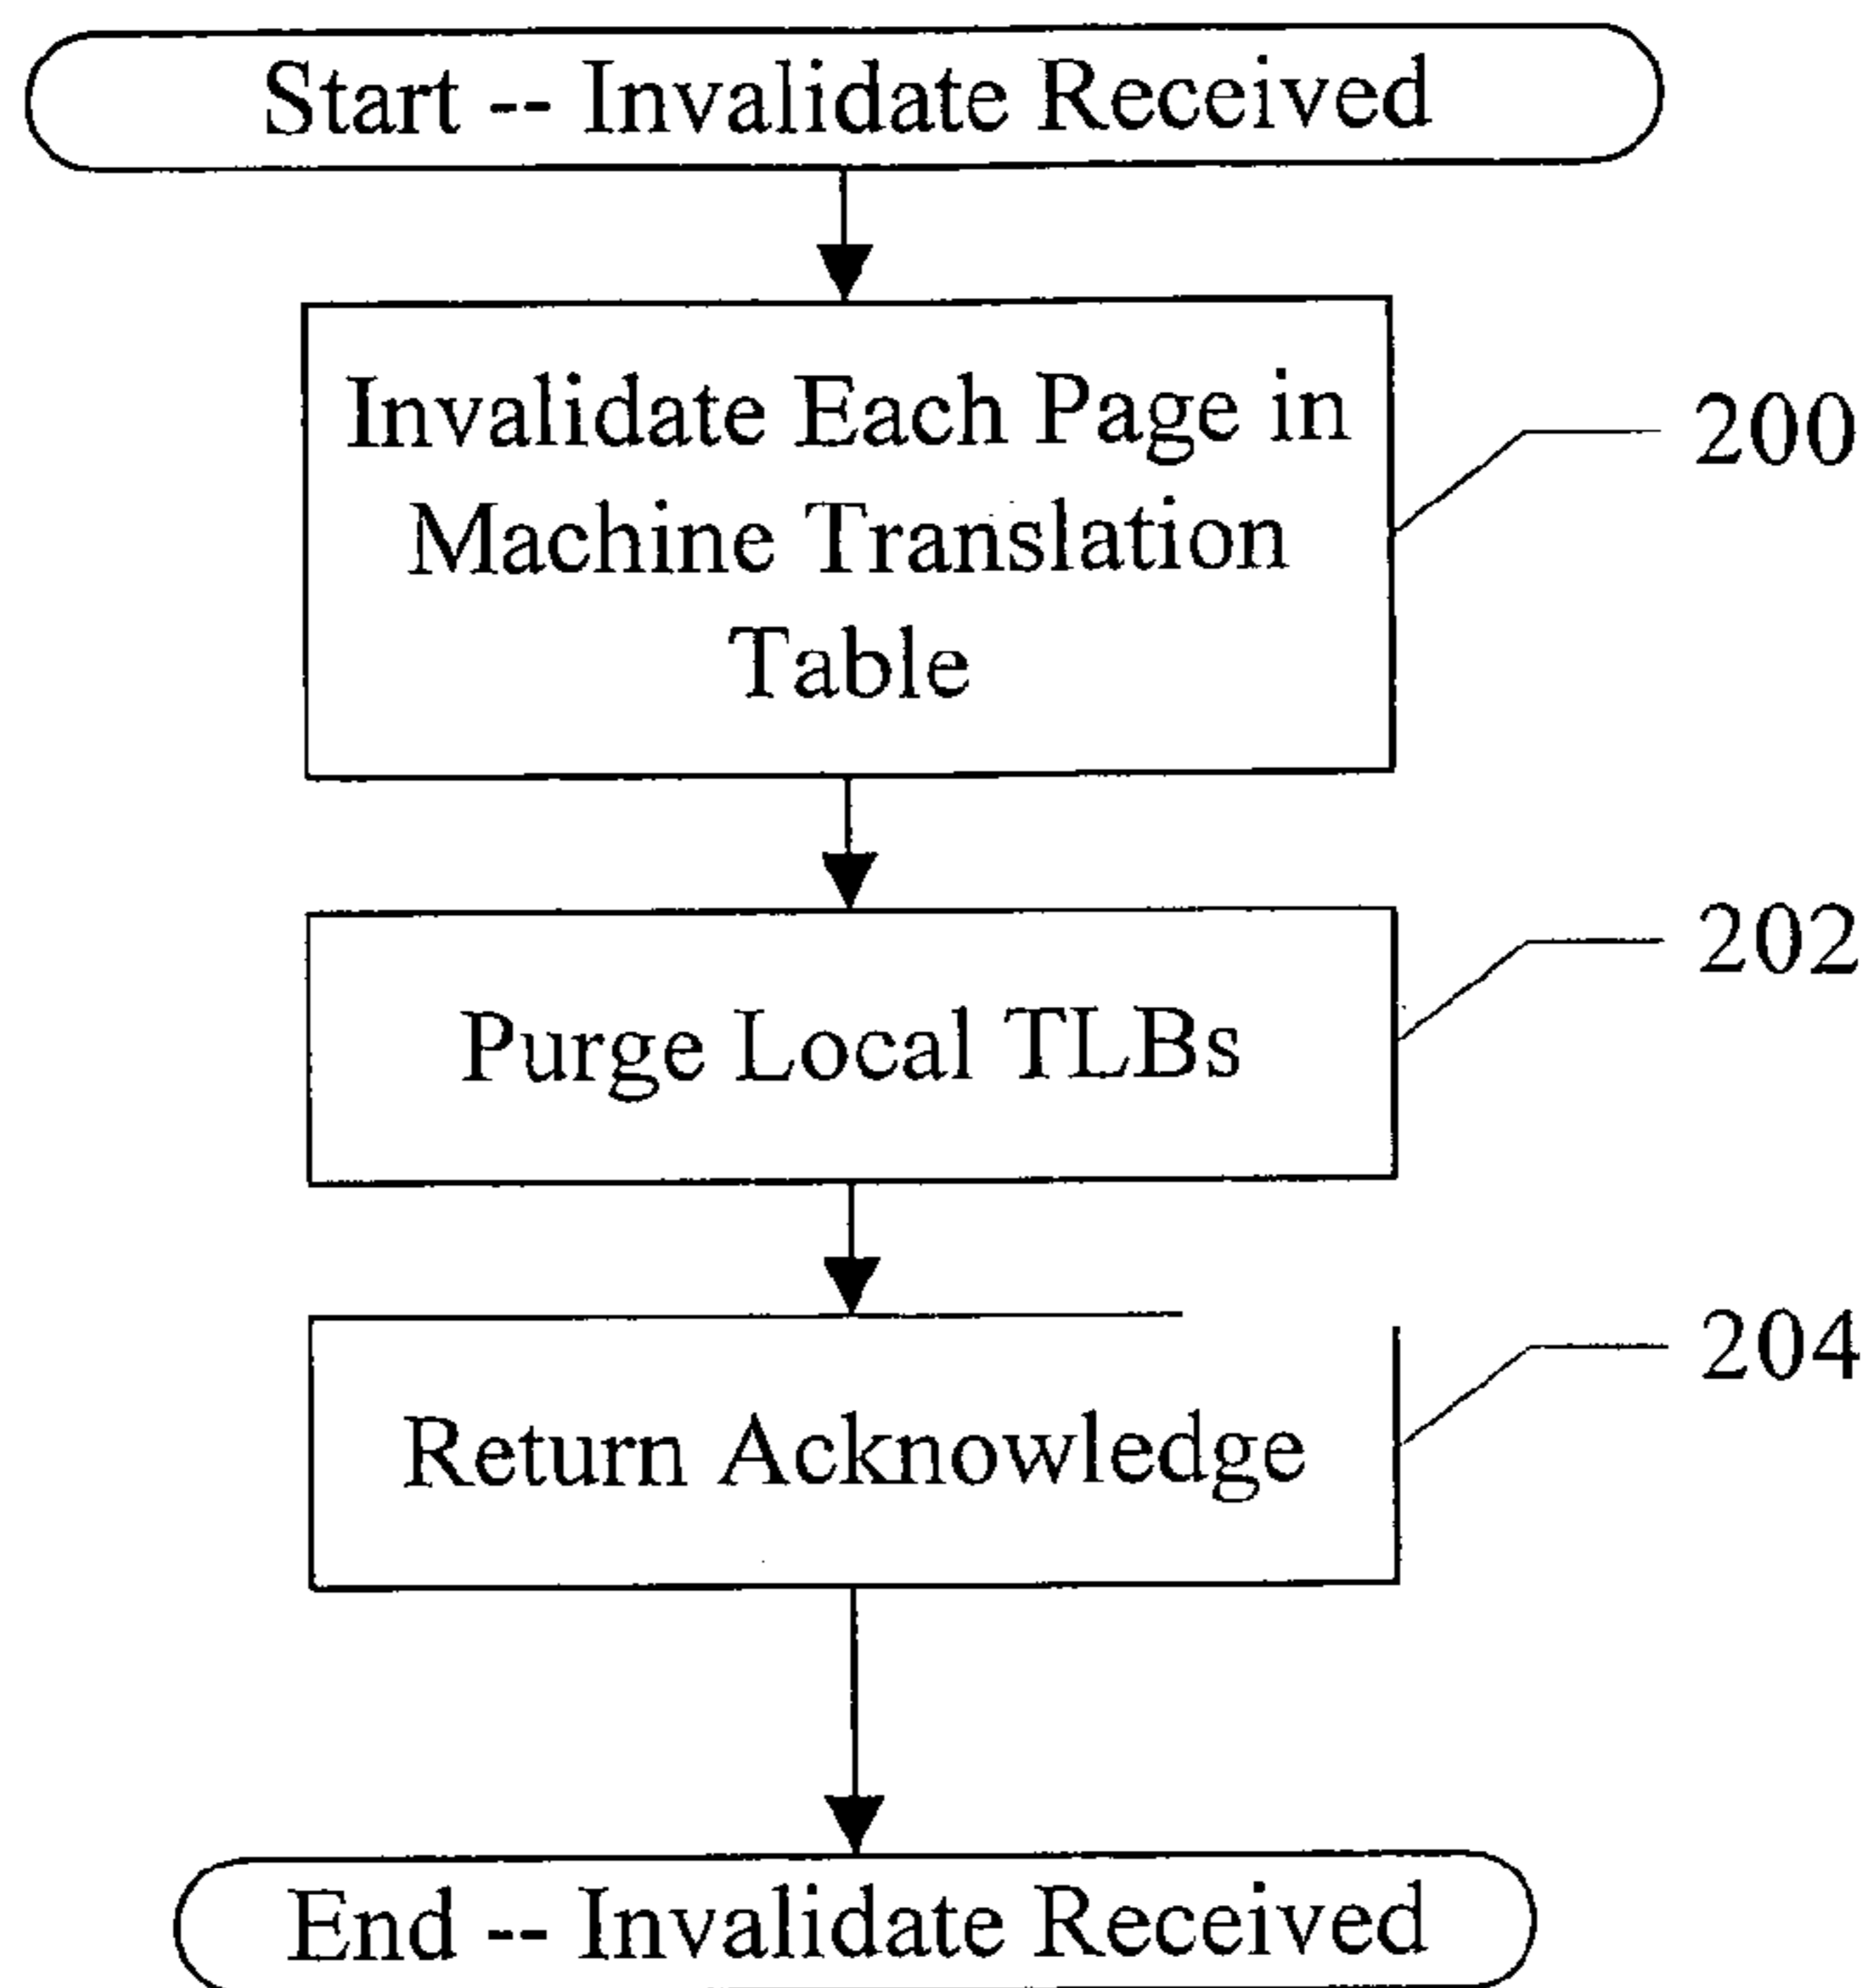 Start -- Invalidate Received
Invalidate Each Page in
Machine Translation
Table
200
Purge Local TLBs
202
Return Acknowledge
204
End -- Invalidate Received